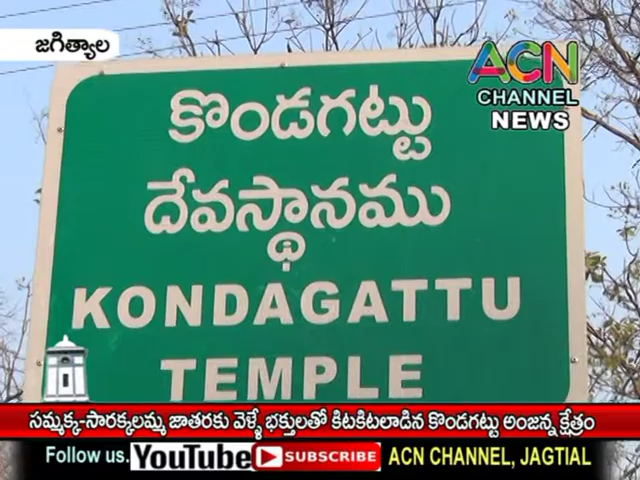 జగిత్యాల
ACN
CHANNEL
NEWS
కొండగట్టు
దేవస్థానము
KONDAGATTU
TEMPLE
సమ్మక్క-సారక్కలమ్మ జాతరకు వెళ్ళే భక్తులతో కిటకిటలాడిన కొండగట్టు అంజన్న క్షేత్రం
Follow us. YouTube SUBSCRIBE ACN CHANNEL, JAGTIAL